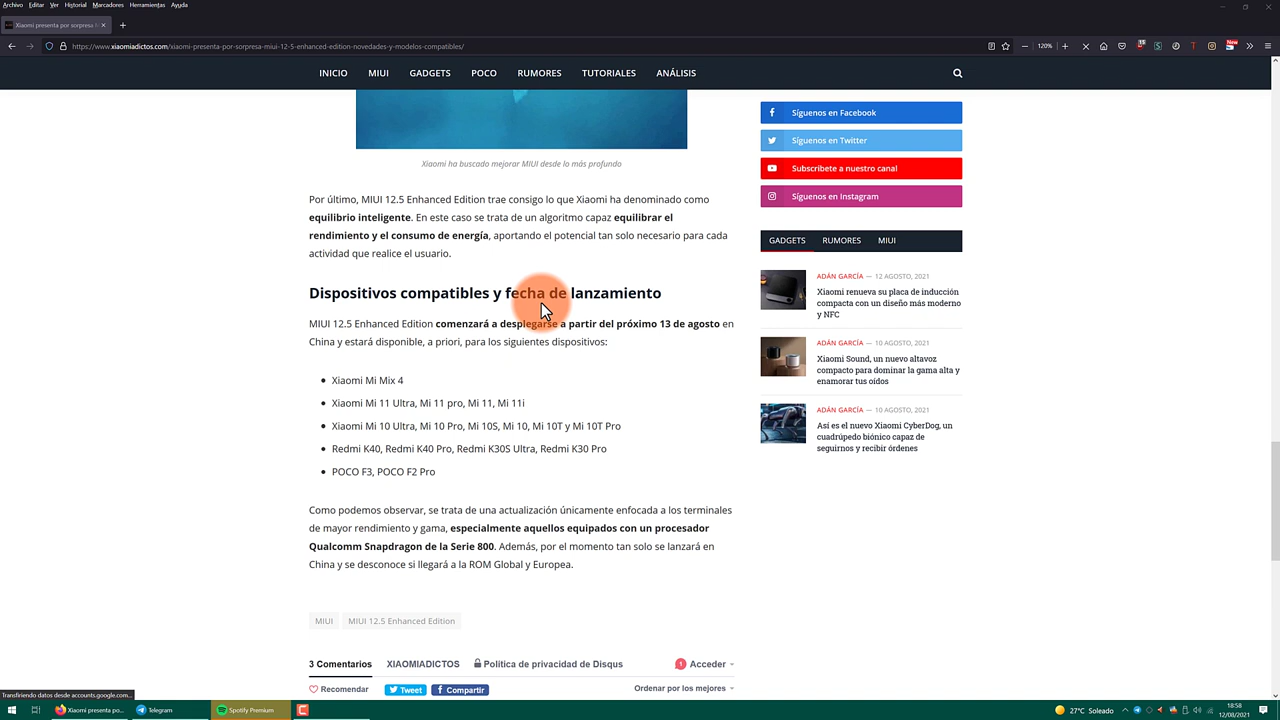 Archivo Editar Ver Historial Marcadores Herramientas Ayuda
Xiaomi presenta por sorpresa
https://www.xiaomiadictos.com/xiaomi-presenta-por-sorpresa-miui-12-5-enhanced-edition-novedades-y-modelos-compatibles/
120%
15
New
INICIO MIUI GADGETS POCO RUMORES TUTORIALES ANÁLISIS
Xiaomi ha buscado mejorar MIUI desde lo más profundo
Por último, MIUI 12.5 Enhanced Edition trae consigo lo que Xiaomi ha denominado como
equilibrio inteligente. En este caso se trata de un algoritmo capaz equilibrar el
rendimiento y el consumo de energía, aportando el potencial tan solo necesario para cada
actividad que realice el usuario.
Dispositivos compatibles y fecha de lanzamiento
MIUI 12.5 Enhanced Edition comenzará a desplegarse a partir del próximo 13 de agosto en
China y estará disponible, a priori, para los siguientes dispositivos:
Xiaomi Mi Mix 4
Xiaomi Mi 11 Ultra, Mi 11 pro, Mi 11, Mi 11i
Xiaomi Mi 10 Ultra, Mi 10 Pro, Mi 10S, Mi 10, Mi 10T y Mi 10T Pro
Redmi K40, Redmi K40 Pro, Redmi K30S Ultra, Redmi K30 Pro
POCO F3, POCO F2 Pro
Como podemos observar, se trata de una actualización únicamente enfocada a los terminales
de mayor rendimiento y gama, especialmente aquellos equipados con un procesador
Qualcomm Snapdragon de la Serie 800. Además, por el momento tan solo se lanzará en
China y se desconoce si llegará a la ROM Global y Europea.
MIUI MIUI 12.5 Enhanced Edition
3 Comentarios XIAOMIADICTOS Política de privacidad de Disqus 1 Acceder
Recomendar Tweet Compartir Ordenar por los mejores
Síguenos en Facebook
Síguenos en Twitter
Subscribete a nuestro canal
Síguenos en Instagram
GADGETS RUMORES MIUI
ADÁN GARCÍA — 12 AGOSTO, 2021
Xiaomi renueva su placa de inducción
compacta con un diseño más moderno
y NFC
ADÁN GARCÍA — 10 AGOSTO, 2021
Xiaomi Sound, un nuevo altavoz
compacto para dominar la gama alta y
enamorar tus oídos
ADÁN GARCÍA — 10 AGOSTO, 2021
Así es el nuevo Xiaomi CyberDog, un
cuadrúpedo biónico capaz de
seguirnos y recibir órdenes
Transfiriendo datos desde accounts.google.com...
Xiaomi presenta po... Telegram Spotify Premium
27°C Soleado
18:58
12/08/2021